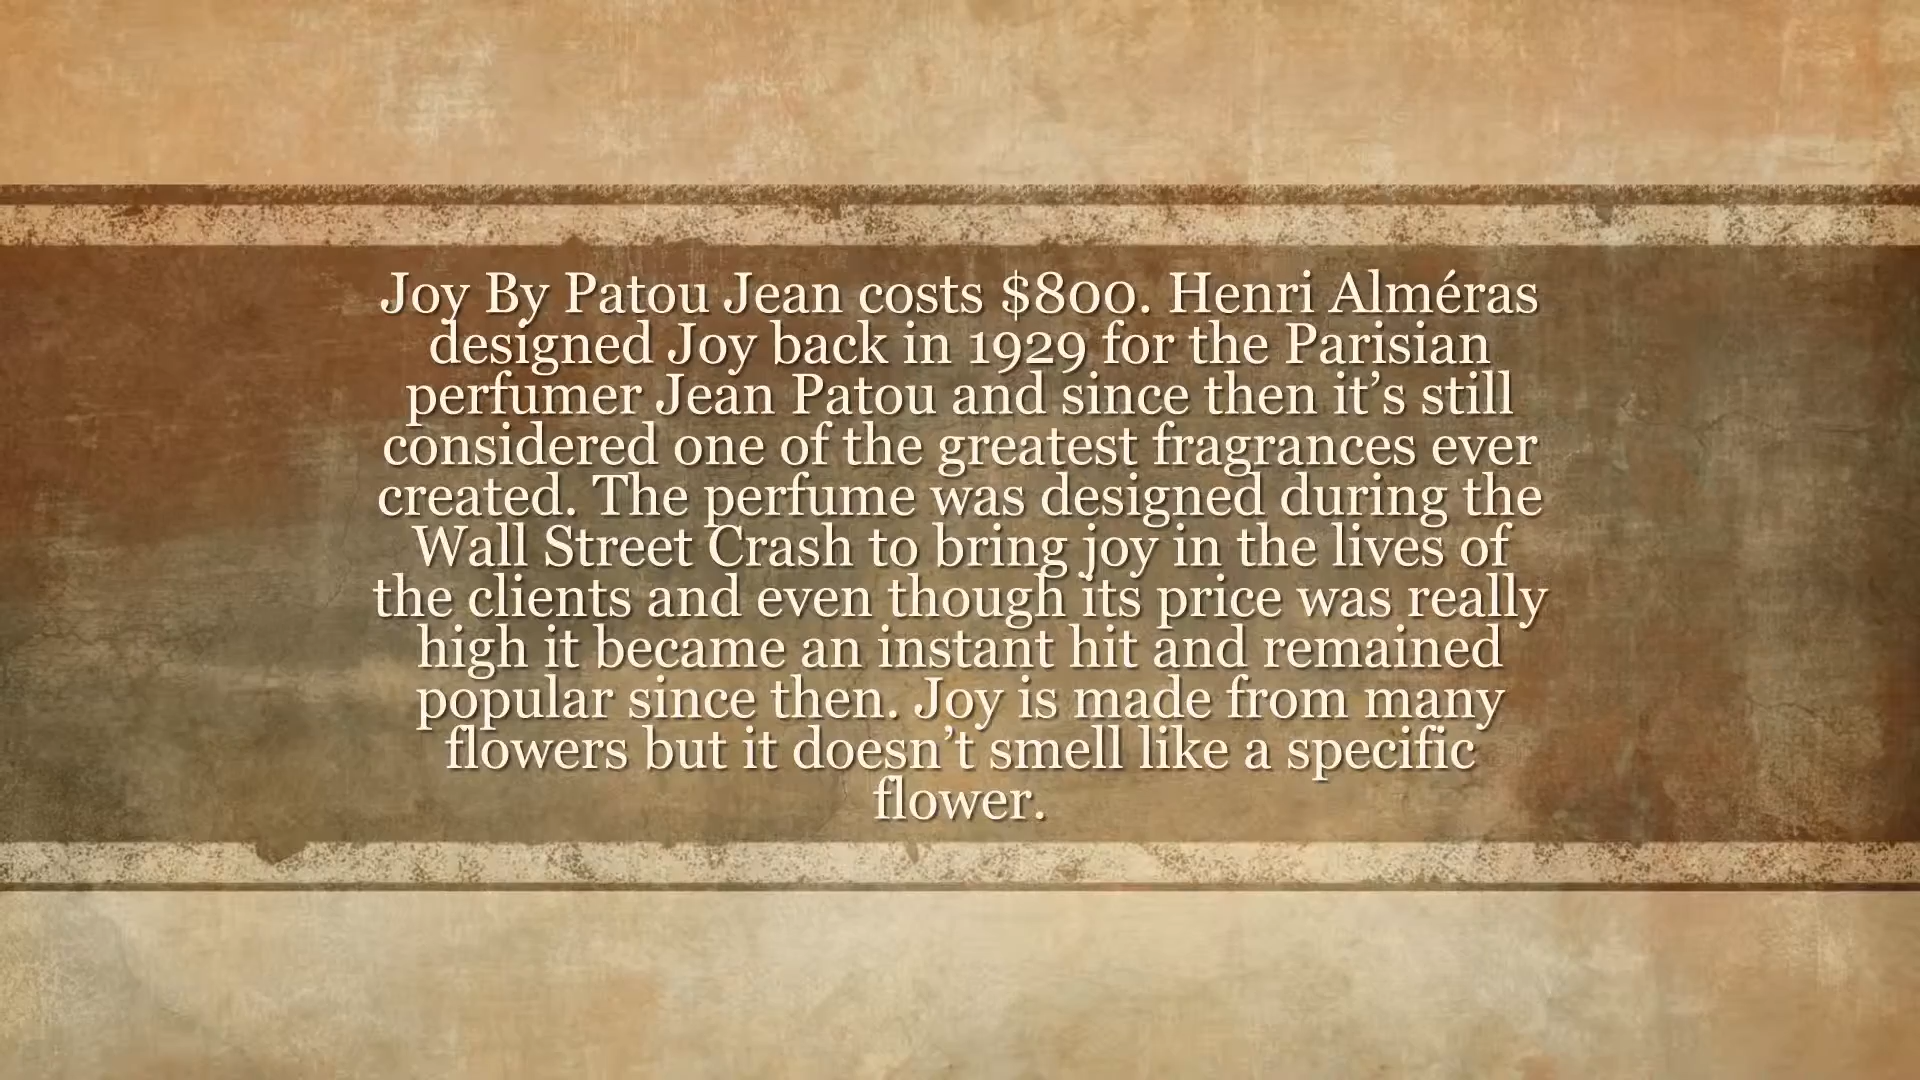 Joy By Patou Jean costs $800. Henri Alméras
designed Joy back in 1929 for the Parisian
perfumer Jean Patou and since then it’s still
considered one of the greatest fragrances ever
created. The perfume was designed during the
Wall Street Crash to bring joy in the lives of
the clients and even though its price was really
high it became an instant hit and remained
popular since then. Joy is made from many
flowers but it doesn’t smell like a specific
flower.